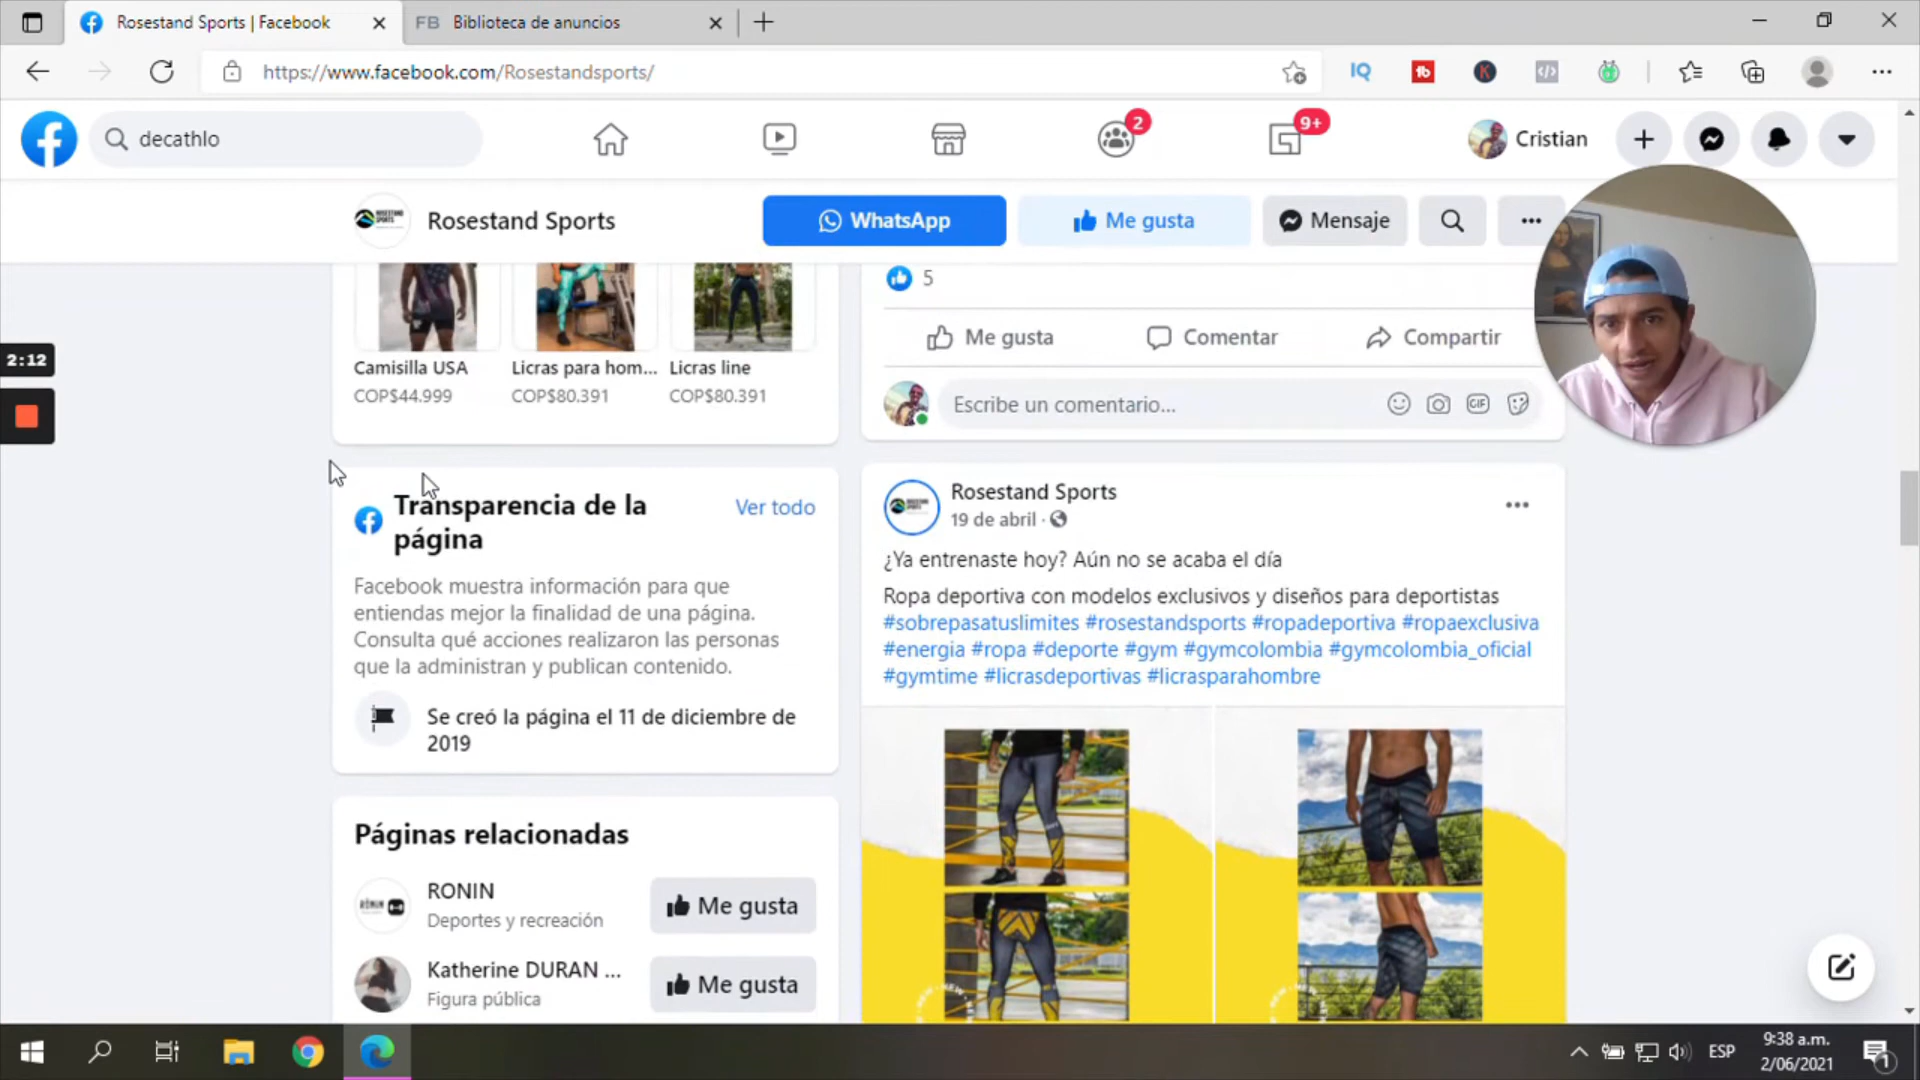 Rosestand Sports | Facebook
FB Biblioteca de anuncios
https://www.facebook.com/Rosestandsports/
decathlo
2
9+
Cristian
Rosestand Sports
WhatsApp
Me gusta
Mensaje
5
Me gusta
Comentar
Compartir
Camisilla USA
COP$44.999
Licras para hom...
COP$80.391
Licras line
COP$80.391
2:12
Escribe un comentario...
GIF
Transparencia de la
página
Ver todo
Facebook muestra información para que
entiendas mejor la finalidad de una página.
Consulta qué acciones realizaron las personas
que la administran y publican contenido.
Se creó la página el 11 de diciembre de
2019
Rosestand Sports
19 de abril ·
¿Ya entrenaste hoy? Aún no se acaba el día
Ropa deportiva con modelos exclusivos y diseños para deportistas
#sobrepasatuslimites #rosestandsports #ropadeportiva #ropaexclusiva
#energia #ropa #deporte #gym #gymcolombia #gymcolombia_oficial
#gymtime #licrasdeportivas #licrasparahombre
Páginas relacionadas
RONIN
Deportes y recreación
Me gusta
Katherine DURAN ...
Figura pública
Me gusta
ESP
9:38 a.m.
2/06/2021
1